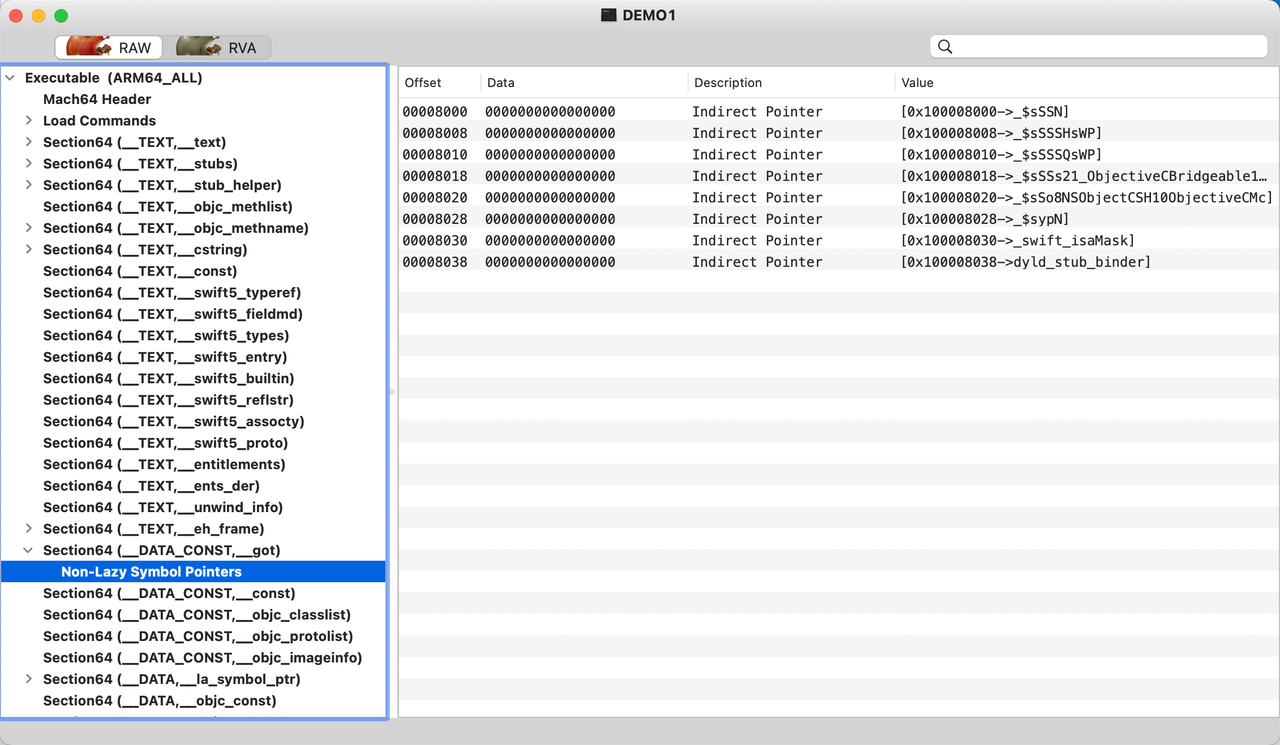 DEMO1
RAW RVA
Executable (ARM64_ALL)
Mach64 Header
Load Commands
Section64 (__TEXT,__text)
Section64 (__TEXT,__stubs)
Section64 (__TEXT,__stub_helper)
Section64 (__TEXT,__objc_methlist)
Section64 (__TEXT,__objc_methname)
Section64 (__TEXT,__cstring)
Section64 (__TEXT,__const)
Section64 (__TEXT,__swift5_typeref)
Section64 (__TEXT,__swift5_fieldmd)
Section64 (__TEXT,__swift5_types)
Section64 (__TEXT,__swift5_entry)
Section64 (__TEXT,__swift5_builtin)
Section64 (__TEXT,__swift5_reflstr)
Section64 (__TEXT,__swift5_assocty)
Section64 (__TEXT,__swift5_proto)
Section64 (__TEXT,__entitlements)
Section64 (__TEXT,__ents_der)
Section64 (__TEXT,__unwind_info)
Section64 (__TEXT,__eh_frame)
Section64 (__DATA_CONST,__got)
Non-Lazy Symbol Pointers
Section64 (__DATA_CONST,__const)
Section64 (__DATA_CONST,__objc_classlist)
Section64 (__DATA_CONST,__objc_protolist)
Section64 (__DATA_CONST,__objc_imageinfo)
Section64 (__DATA,__la_symbol_ptr)
Section64 (__DATA,__objc_const)
Offset Data Description Value
00008000 0000000000000000 Indirect Pointer [0x100008000->_$sSSN]
00008008 0000000000000000 Indirect Pointer [0x100008008->_$sSSSHsWP]
00008010 0000000000000000 Indirect Pointer [0x100008010->_$sSSSQsWP]
00008018 0000000000000000 Indirect Pointer [0x100008018->_$sSSs21_ObjectiveCBridgeable1…
00008020 0000000000000000 Indirect Pointer [0x100008020->_$sSo8NSObjectCSH10ObjectiveCMc]
00008028 0000000000000000 Indirect Pointer [0x100008028->_$sypN]
00008030 0000000000000000 Indirect Pointer [0x100008030->_swift_isaMask]
00008038 0000000000000000 Indirect Pointer [0x100008038->dyld_stub_binder]